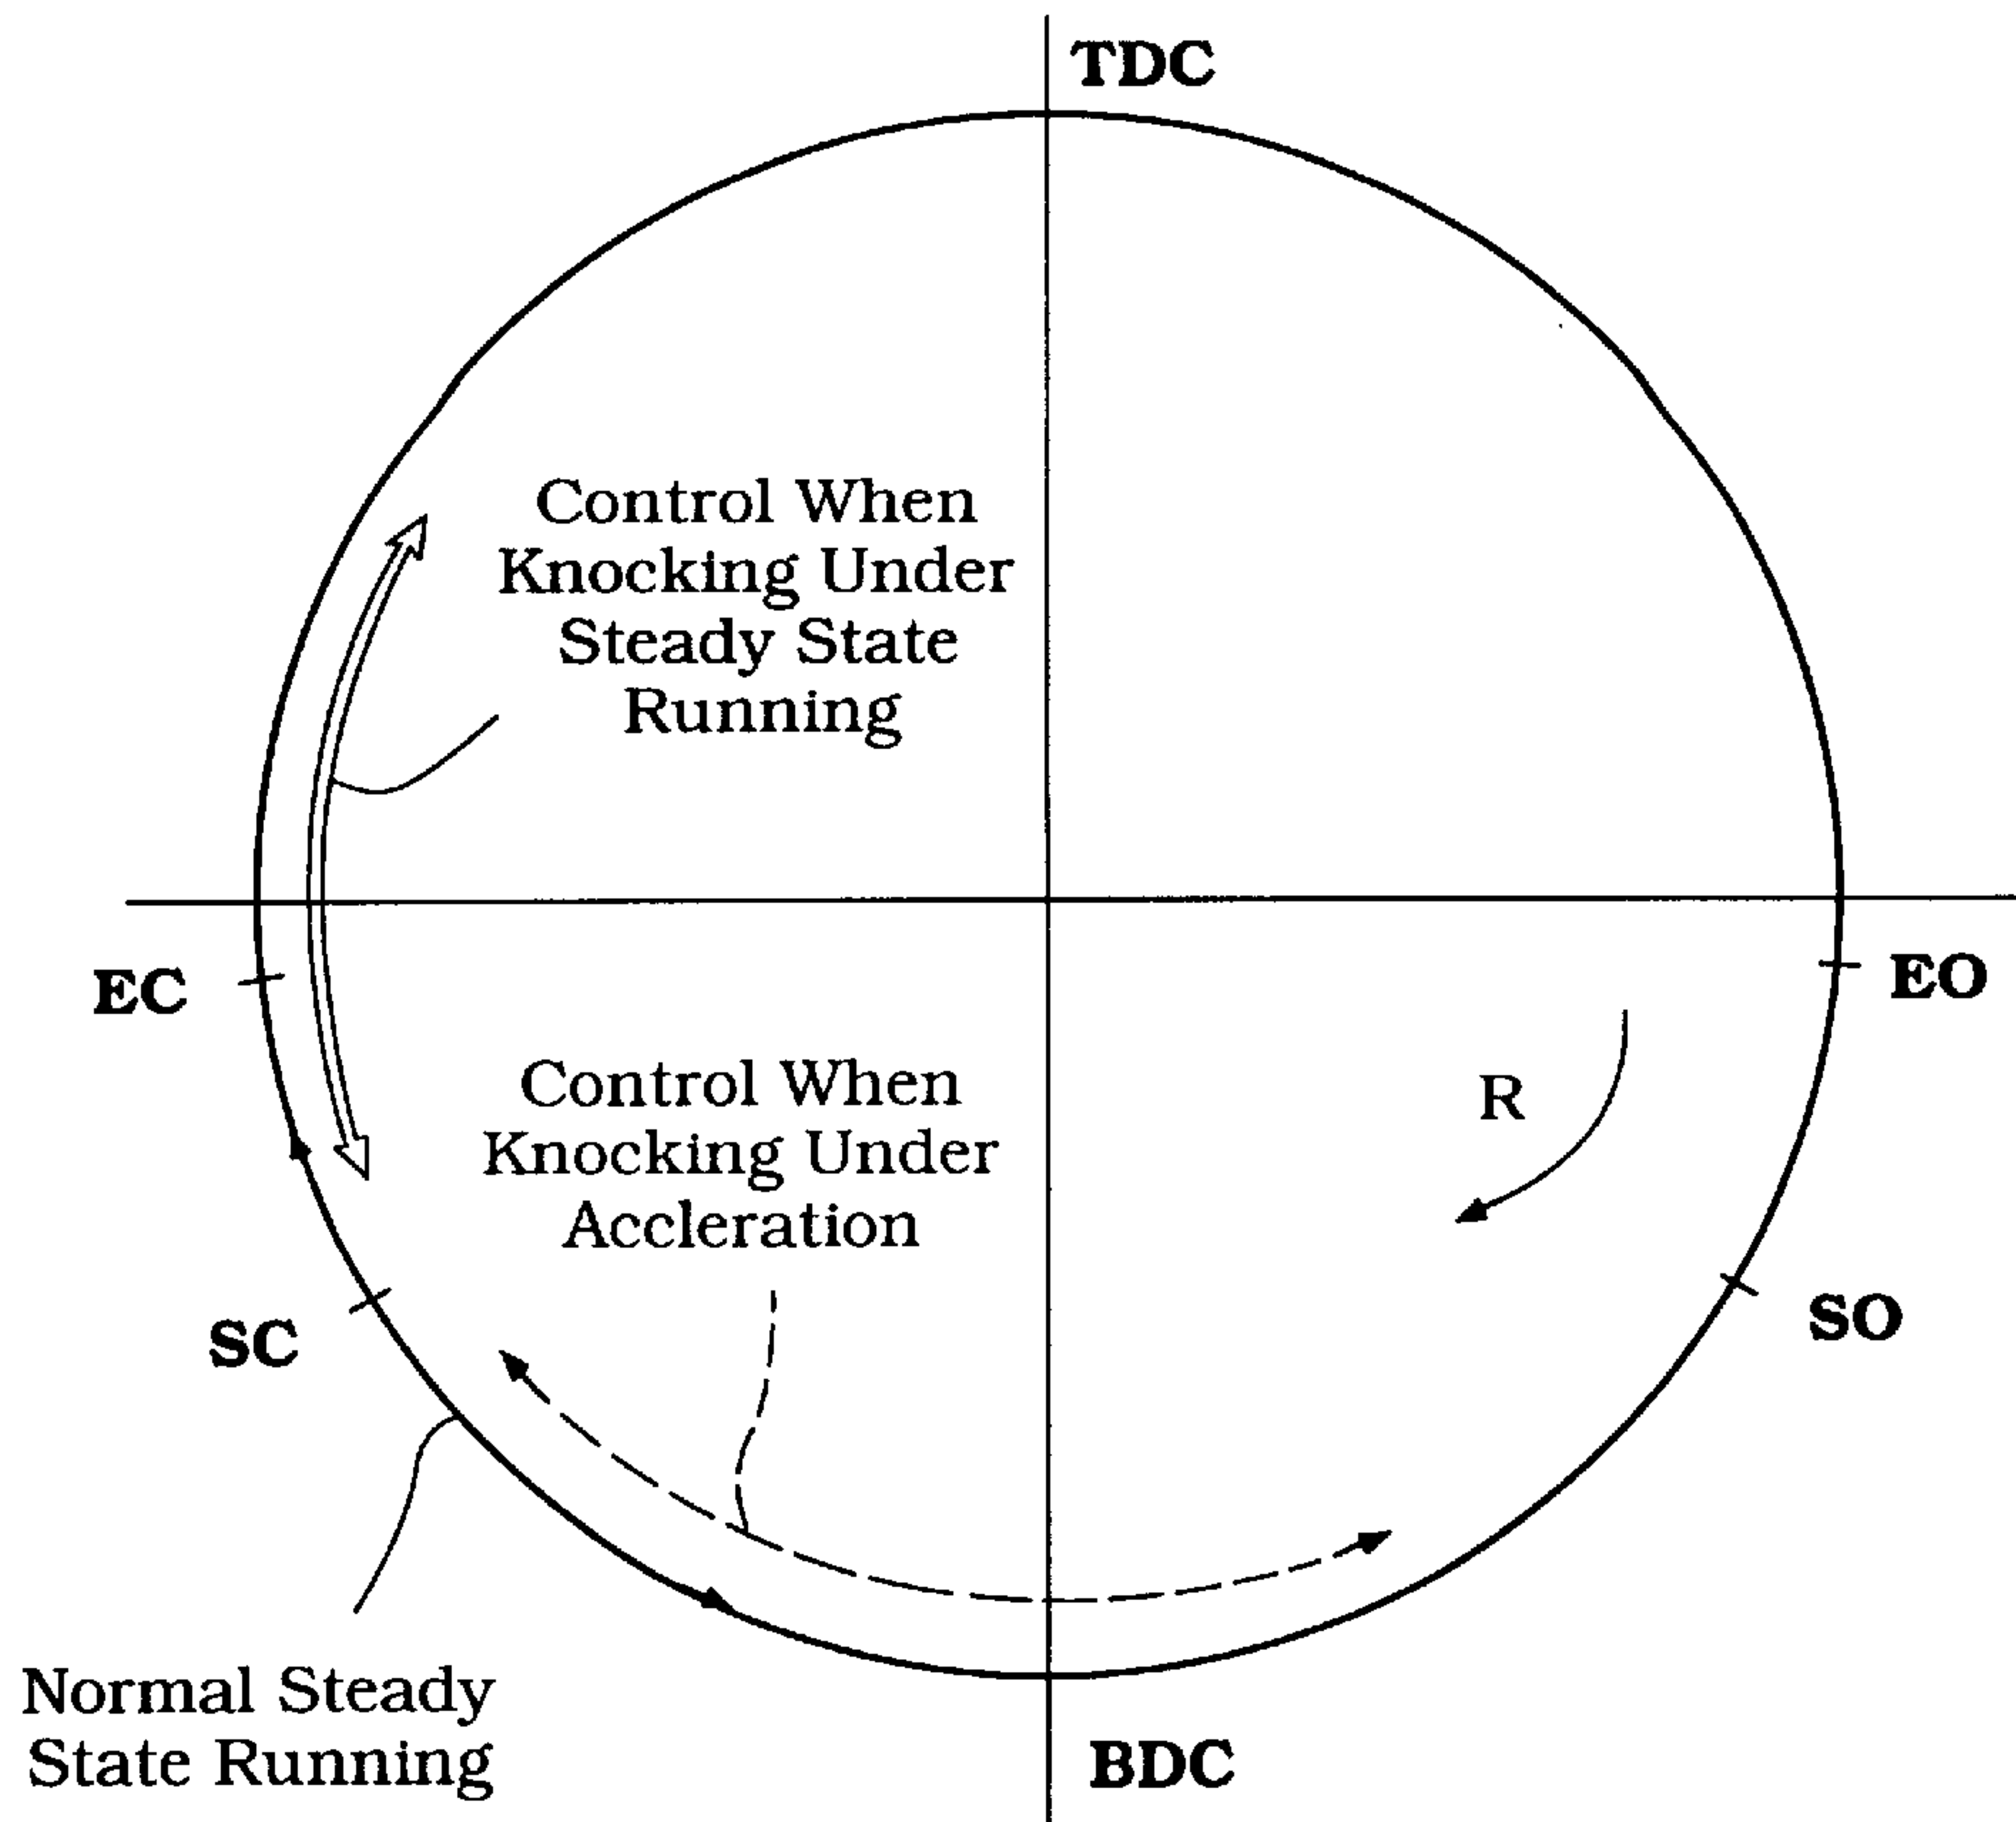 TDC
Control When
Knocking Under
Steady State
Running
EC
EO
Control When
Knocking Under
Accleration
R
SC
SO
Normal Steady
State Running
BDC